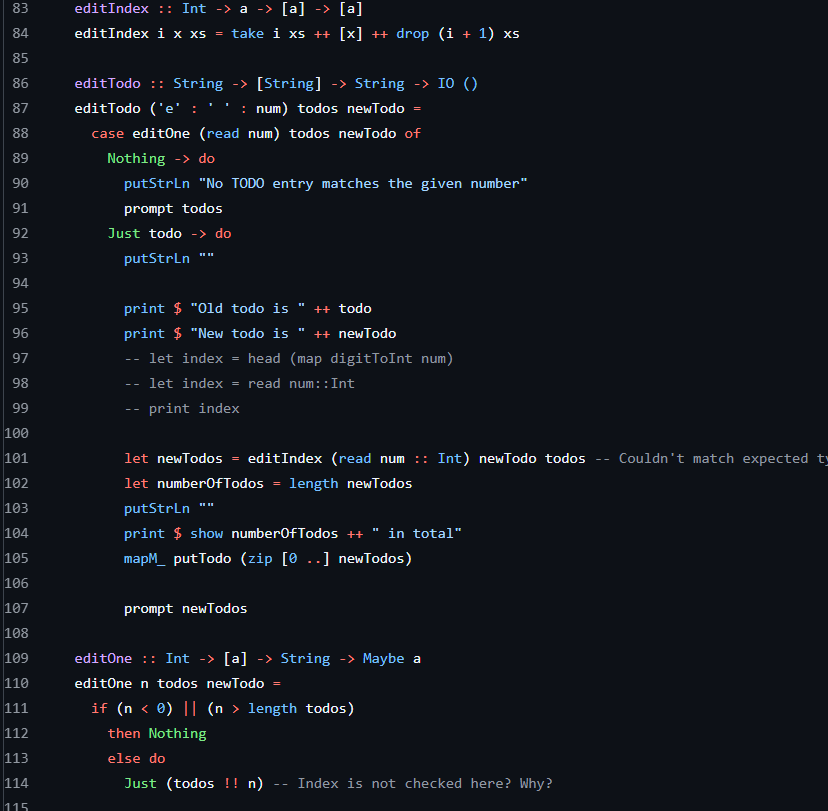 83 editIndex :: Int -> a -> [a] -> [a]
84 editIndex i x xs = take i xs ++ [x] ++ drop (i + 1) xs
85
86 editTodo :: String -> [String] -> String -> IO ()
87 editTodo ('e' : ' ' : num) todos newTodo =
88 case editOne (read num) todos newTodo of
89 Nothing -> do
90 putStrLn "No TODO entry matches the given number"
91 prompt todos
92 Just todo -> do
93 putStrLn ""
94
95 print $ "Old todo is " ++ todo
96 print $ "New todo is " ++ newTodo
97 -- let index = head (map digitToInt num)
98 -- let index = read num::Int
99 -- print index
100
101 let newTodos = editIndex (read num :: Int) newTodo todos -- Couldn't match expected ty
102 let numberOfTodos = length newTodos
103 putStrLn ""
104 print $ show numberOfTodos ++ " in total"
105 mapM_ putTodo (zip [0 ..] newTodos)
106
107 prompt newTodos
108
109 editOne :: Int -> [a] -> String -> Maybe a
110 editOne n todos newTodo =
111 if (n < 0) || (n > length todos)
112 then Nothing
113 else do
114 Just (todos !! n) -- Index is not checked here? Why?
115